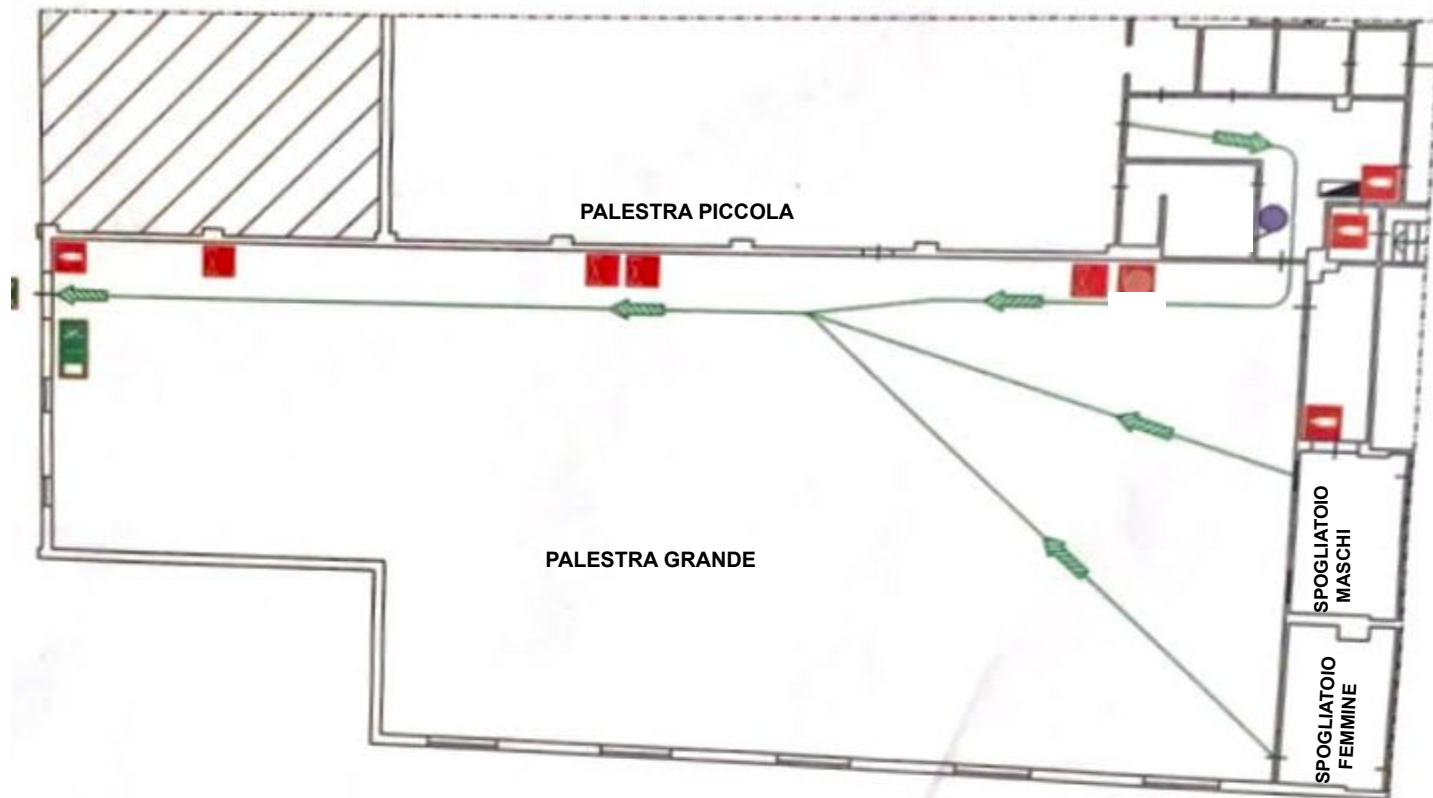 PALESTRA PICCOLA
PALESTRA GRANDE
SPOGLIATOIO
MASCHI
SPOGLIATOIO
FEMMINE